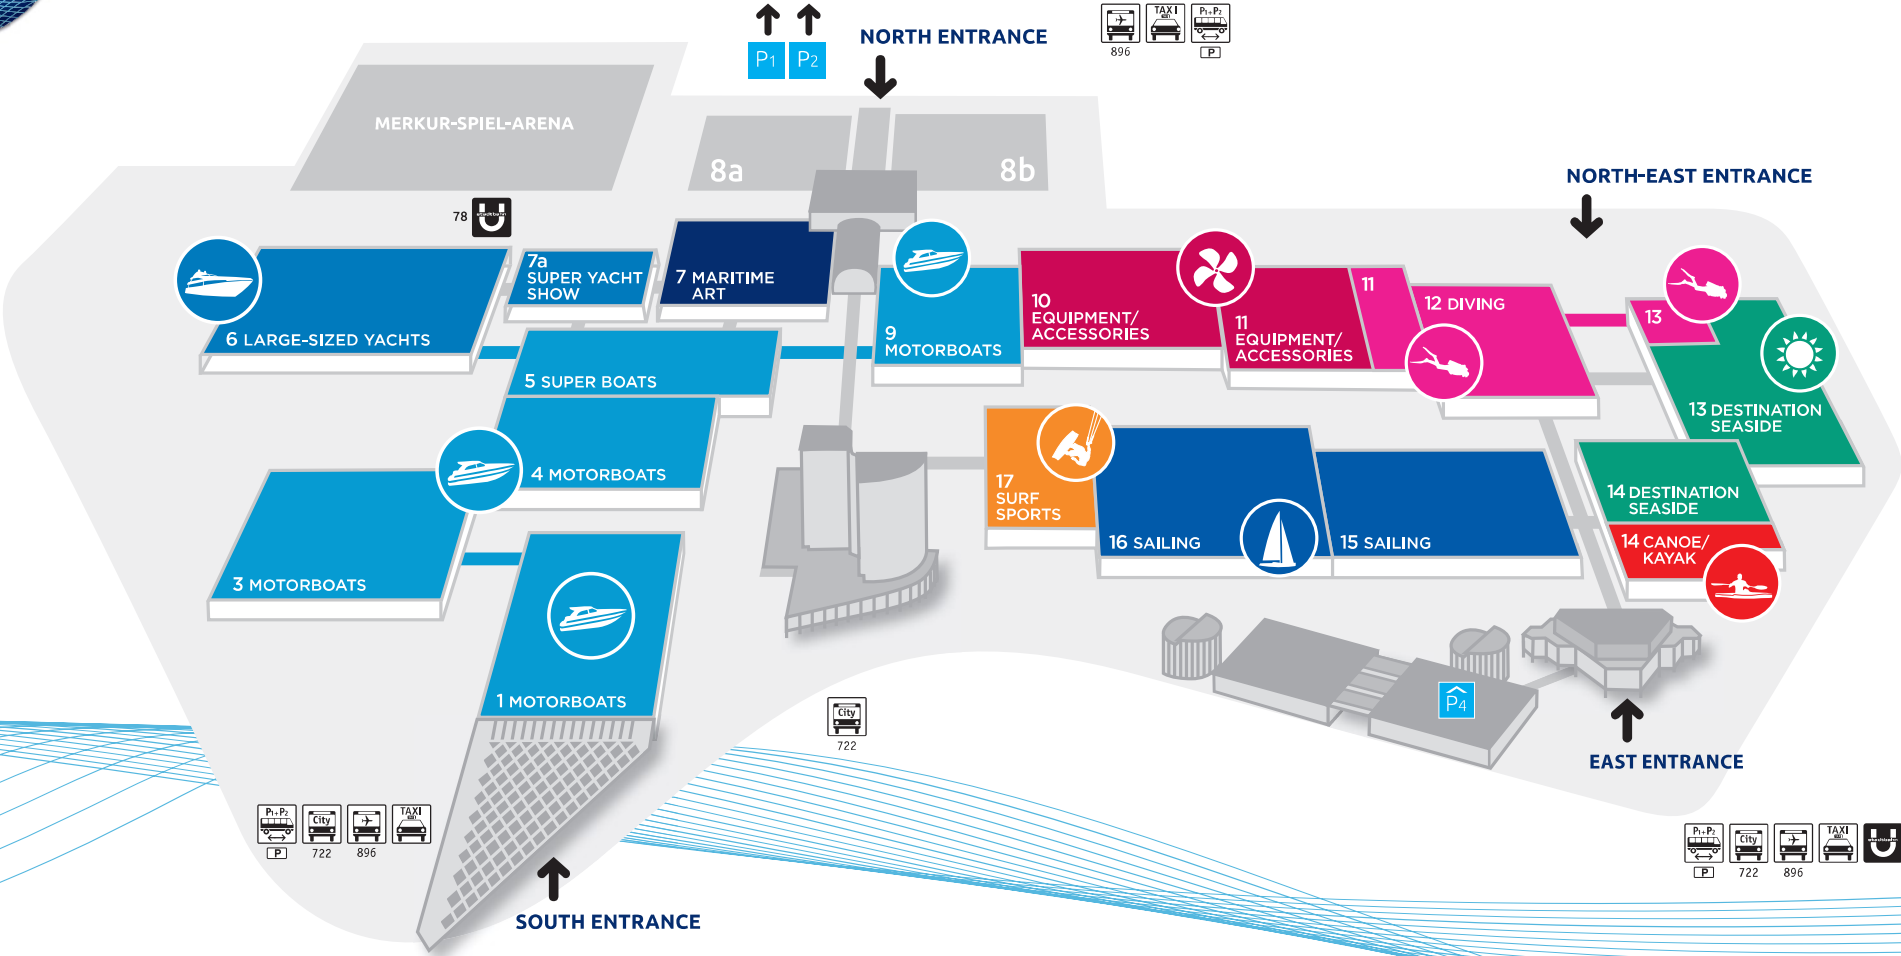 P1 P2
NORTH ENTRANCE
TAXI
P1+P2
896
P
MERKUR-SPIEL-ARENA
8a
8b
NORTH-EAST ENTRANCE
78
7a
SUPER YACHT
SHOW
7 MARITIME
ART
6 LARGE-SIZED YACHTS
5 SUPER BOATS
4 MOTORBOATS
3 MOTORBOATS
1 MOTORBOATS
9
MOTORBOATS
10
EQUIPMENT/
ACCESSORIES
11
EQUIPMENT/
ACCESSORIES
11
12 DIVING
13
13 DESTINATION
SEASIDE
14 DESTINATION
SEASIDE
14 CANOE/
KAYAK
17
SURF
SPORTS
16 SAILING
15 SAILING
P4
City
722
EAST ENTRANCE
P1+P2
City
TAXI
P
722
896
SOUTH ENTRANCE
P1+P2
City
TAXI
P
722
896